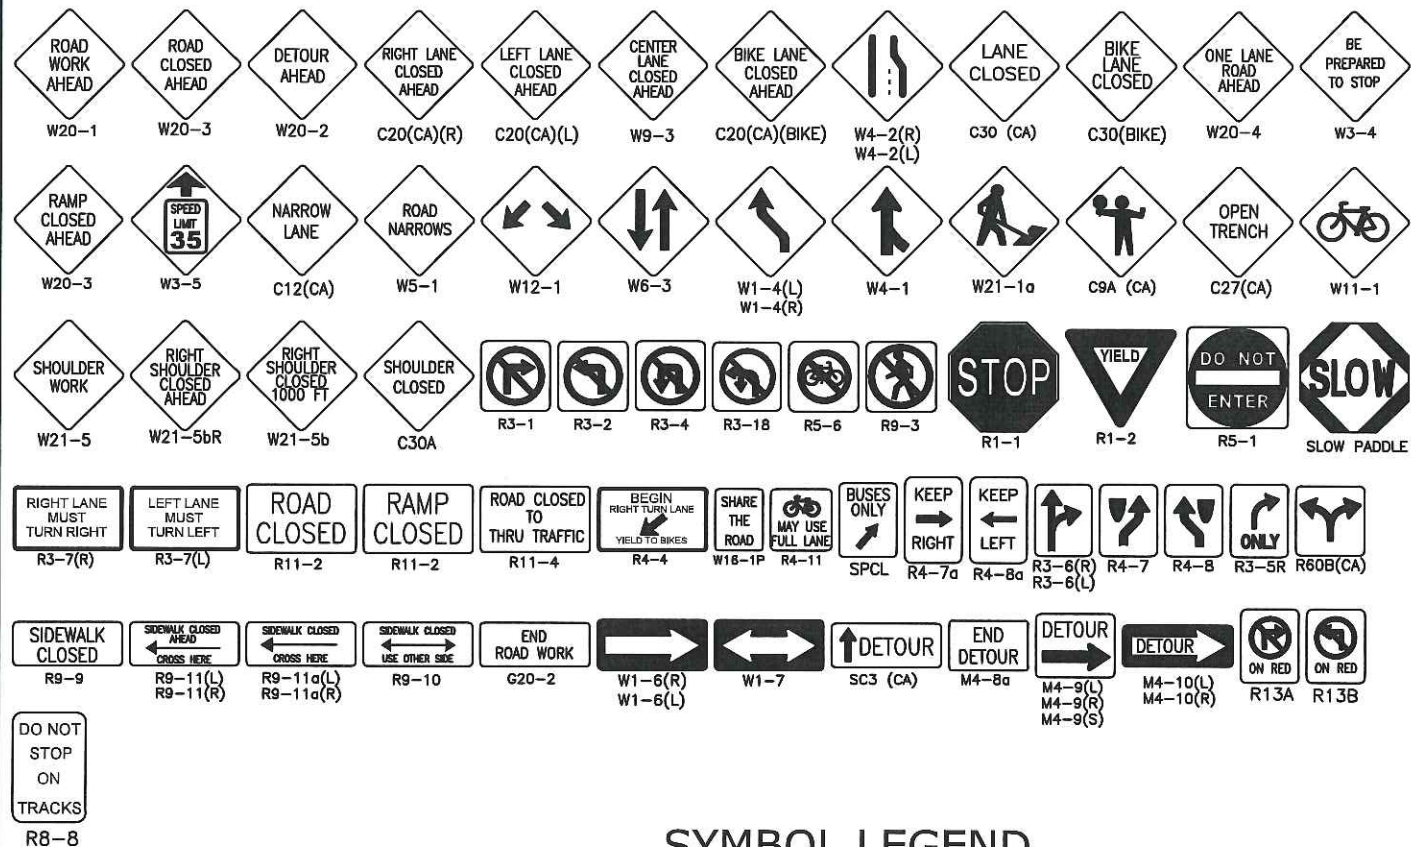 ROAD
WORK
AHEAD
W20-1
ROAD
CLOSED
AHEAD
W20-3
DETOUR
AHEAD
W20-2
RIGHT LANE
CLOSED
AHEAD
C20(CA)(R)
LEFT LANE
CLOSED
AHEAD
C20(CA)(L)
CENTER
LANE
CLOSED
AHEAD
W9-3
BIKE LANE
CLOSED
AHEAD
C20(CA)(BIKE)
W4-2(R)
W4-2(L)
LANE
CLOSED
C30 (CA)
BIKE
LANE
CLOSED
C30(BIKE)
ONE LANE
ROAD
AHEAD
W20-4
BE
PREPARED
TO STOP
W3-4
RAMP
CLOSED
AHEAD
W20-3
SPEED
LIMIT
35
W3-5
NARROW
LANE
C12(CA)
ROAD
NARROWS
W5-1
W12-1
W6-3
W1-4(L)
W1-4(R)
W4-1
W21-1a
C9A (CA)
OPEN
TRENCH
C27(CA)
W11-1
SHOULDER
WORK
W21-5
RIGHT
SHOULDER
CLOSED
AHEAD
W21-5bR
RIGHT
SHOULDER
CLOSED
1000 FT
W21-5b
SHOULDER
CLOSED
C30A
R3-1
R3-2
R3-4
R3-18
R5-6
R9-3
STOP
R1-1
YIELD
R1-2
DO NOT
ENTER
R5-1
SLOW
SLOW PADDLE
RIGHT LANE
MUST
TURN RIGHT
R3-7(R)
LEFT LANE
MUST
TURN LEFT
R3-7(L)
ROAD
CLOSED
R11-2
RAMP
CLOSED
R11-2
ROAD CLOSED
TO
THRU TRAFFIC
R11-4
BEGIN
RIGHT TURN LANE
YIELD TO BIKES
R4-4
SHARE
THE
ROAD
W16-1P
MAY USE
FULL LANE
R4-11
BUSES
ONLY
SPCL
KEEP
RIGHT
R4-7a
KEEP
LEFT
R4-8a
R3-6(R)
R3-6(L)
R4-7
R4-8
ONLY
R3-5R
R60B(CA)
SIDEWALK
CLOSED
R9-9
SIDEWALK CLOSED
AHEAD
CROSS HERE
R9-11(L)
R9-11(R)
SIDEWALK CLOSED
CROSS HERE
R9-11a(L)
R9-11a(R)
SIDEWALK CLOSED
USE OTHER SIDE
R9-10
END
ROAD WORK
G20-2
W1-6(R)
W1-6(L)
W1-7
DETOUR
SC3 (CA)
END
DETOUR
M4-8a
DETOUR
M4-9(L)
M4-9(R)
M4-9(S)
DETOUR
M4-10(L)
M4-10(R)
ON RED
R13A
ON RED
R13B
DO NOT
STOP
ON
TRACKS
R8-8
SYMBOL LEGEND